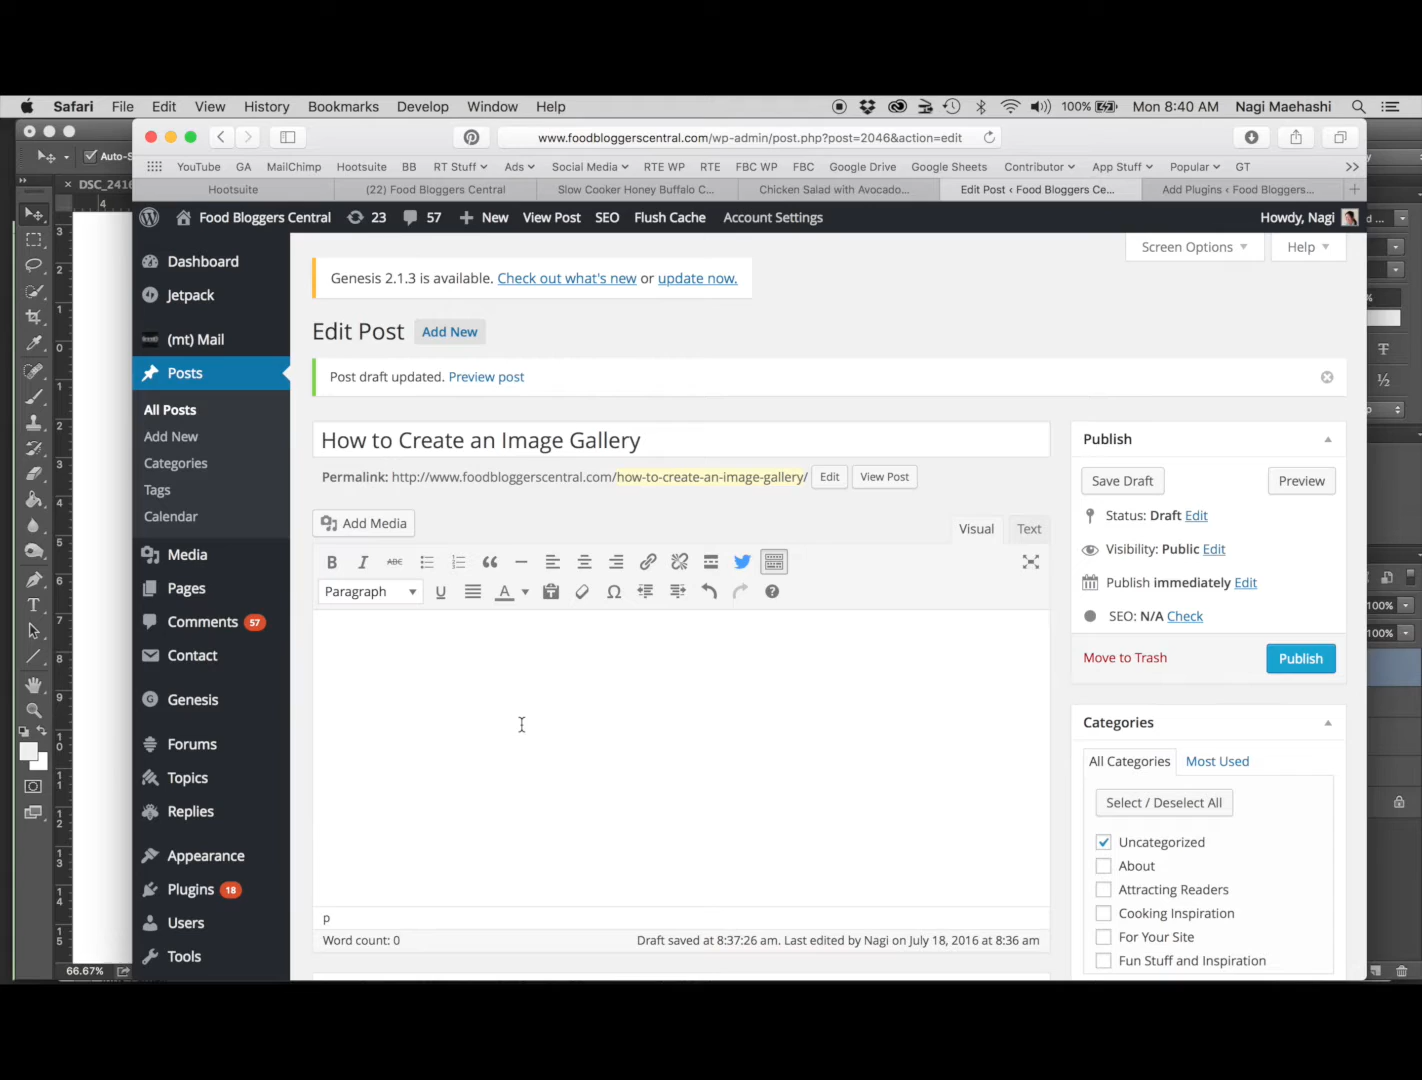 Safari File Edit View History Bookmarks Develop Window Help 100% Mon 8:40 AM Nagi Maehashi
www.foodbloggerscentral.com/wp-admin/post.php?post=2046&action=edit
Auto-S
YouTube GA MailChimp Hootsuite BB RT Stuff Ads Social Media RTE WP RTE FBC WP FBC Google Drive Google Sheets Contributor App Stuff Popular GT
DSC_2416
Hootsuite (22) Food Bloggers Central Slow Cooker Honey Buffalo C... Chicken Salad with Avocado... Edit Post ‹ Food Bloggers Ce... Add Plugins ‹ Food Bloggers...
Food Bloggers Central 23 57 New View Post SEO Flush Cache Account Settings Howdy, Nagi
Screen Options Help
Dashboard
Jetpack
(mt) Mail
Posts
All Posts
Add New
Categories
Tags
Calendar
Media
Pages
Comments 57
Contact
Genesis
Forums
Topics
Replies
Appearance
Plugins 18
Users
Tools
Genesis 2.1.3 is available. Check out what's new or update now.
Edit Post Add New
Post draft updated. Preview post
How to Create an Image Gallery
Permalink: http://www.foodbloggerscentral.com/how-to-create-an-image-gallery/ Edit View Post
Add Media
Visual Text
B I ABC
Paragraph U A Ω
p
Word count: 0 Draft saved at 8:37:26 am. Last edited by Nagi on July 18, 2016 at 8:36 am
Publish
Save Draft Preview
Status: Draft Edit
Visibility: Public Edit
Publish immediately Edit
SEO: N/A Check
Move to Trash Publish
Categories
All Categories Most Used
Select / Deselect All
Uncategorized
About
Attracting Readers
Cooking Inspiration
For Your Site
Fun Stuff and Inspiration
100%
100%
66.67%